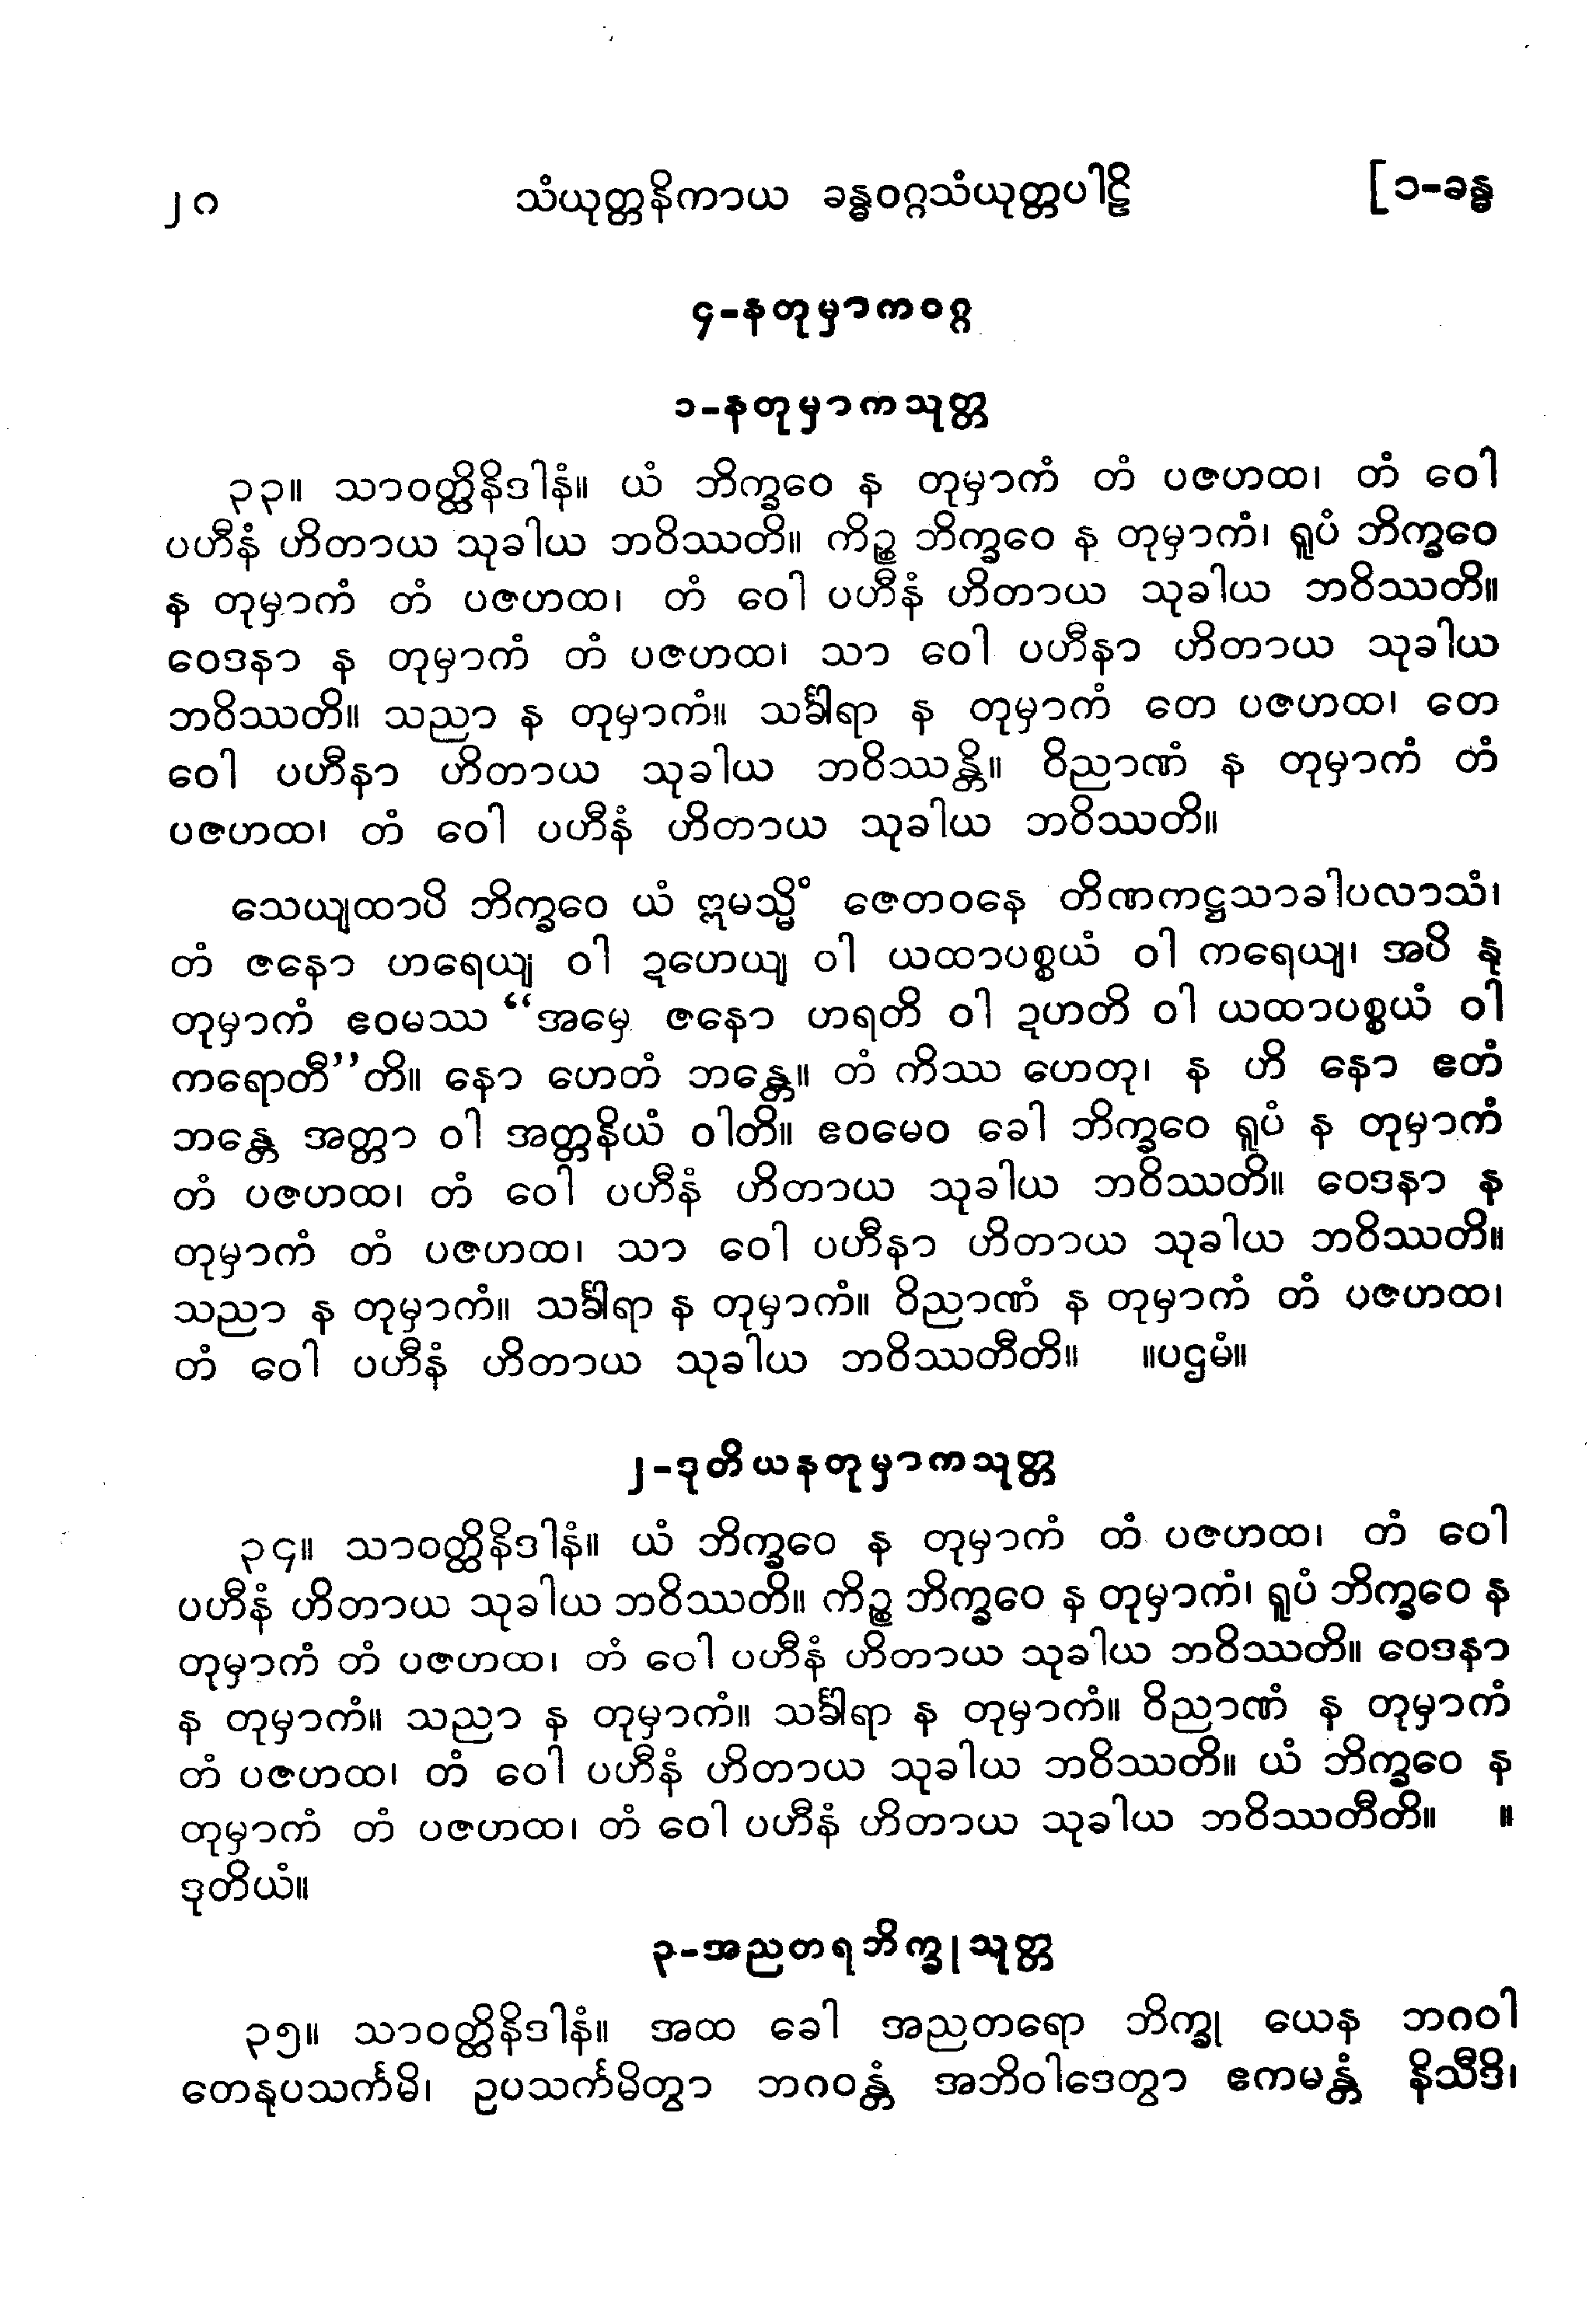 ၂၀ သံယုတ္တနိကာယ ခန္ဓဝဂ္ဂသံယုတ္တပါဠိ [၁-ခန္ဓ
၄-နတုမှာကဝဂ္ဂ
၁-နတုမှာကသုတ္တ
၃၃။ သာဝတ္ထိနိဒါနံ။ ယံ ဘိက္ခဝေ န တုမှာကံ တံ ပဇဟထ၊ တံ ဝေါ
ပဟီနံ ဟိတာယ သုခါယ ဘဝိဿတိ။ ကိဉ္စ ဘိက္ခဝေ န တုမှာကံ၊ ရူပံ ဘိက္ခဝေ
န တုမှာကံ တံ ပဇဟထ၊ တံ ဝေါ ပဟီနံ ဟိတာယ သုခါယ ဘဝိဿတိ။
ဝေဒနာ န တုမှာကံ တံ ပဇဟထ၊ သာ ဝေါ ပဟီနာ ဟိတာယ သုခါယ
ဘဝိဿတိ။ သညာ န တုမှာကံ။ သင်္ခါရာ န တုမှာကံ တေ ပဇဟထ၊ တေ
ဝေါ ပဟီနာ ဟိတာယ သုခါယ ဘဝိဿန္တိ။ ဝိညာဏံ န တုမှာကံ တံ
ပဇဟထ၊ တံ ဝေါ ပဟီနံ ဟိတာယ သုခါယ ဘဝိဿတိ။
သေယျထာပိ ဘိက္ခဝေ ယံ ဣမသ္မိံ ဇေတဝနေ တိဏကဋ္ဌသာခါပလာသံ၊
တံ ဇနော ဟရေယျ ဝါ ဍဟေယျ ဝါ ယထာပစ္စယံ ဝါ ကရေယျ၊ အပိ နု
တုမှာကံ ဧဝမဿ “အမှေ ဇနော ဟရတိ ဝါ ဍဟတိ ဝါ ယထာပစ္စယံ ဝါ
ကရောတီ”တိ။ နော ဟေတံ ဘန္တေ။ တံ ကိဿ ဟေတု၊ န ဟိ နော ဧတံ
ဘန္တေ အတ္တာ ဝါ အတ္တနိယံ ဝါတိ။ ဧဝမေဝ ခေါ ဘိက္ခဝေ ရူပံ န တုမှာကံ
တံ ပဇဟထ၊ တံ ဝေါ ပဟီနံ ဟိတာယ သုခါယ ဘဝိဿတိ။ ဝေဒနာ န
တုမှာကံ တံ ပဇဟထ၊ သာ ဝေါ ပဟီနာ ဟိတာယ သုခါယ ဘဝိဿတိ။
သညာ န တုမှာကံ။ သင်္ခါရာ န တုမှာကံ။ ဝိညာဏံ န တုမှာကံ တံ ပဇဟထ၊
တံ ဝေါ ပဟီနံ ဟိတာယ သုခါယ ဘဝိဿတီတိ။ ။ပဌမံ။
၂-ဒုတိယနတုမှာကသုတ္တ
၃၄။ သာဝတ္ထိနိဒါနံ။ ယံ ဘိက္ခဝေ န တုမှာကံ တံ ပဇဟထ၊ တံ ဝေါ
ပဟီနံ ဟိတာယ သုခါယ ဘဝိဿတိ။ ကိဉ္စ ဘိက္ခဝေ န တုမှာကံ၊ ရူပံ ဘိက္ခဝေ န
တုမှာကံ တံ ပဇဟထ၊ တံ ဝေါ ပဟီနံ ဟိတာယ သုခါယ ဘဝိဿတိ။ ဝေဒနာ
န တုမှာကံ။ သညာ န တုမှာကံ။ သင်္ခါရာ န တုမှာကံ။ ဝိညာဏံ န တုမှာကံ
တံ ပဇဟထ၊ တံ ဝေါ ပဟီနံ ဟိတာယ သုခါယ ဘဝိဿတိ။ ယံ ဘိက္ခဝေ န
တုမှာကံ တံ ပဇဟထ၊ တံ ဝေါ ပဟီနံ ဟိတာယ သုခါယ ဘဝိဿတီတိ။ ။
ဒုတိယံ။
၃-အညတရဘိက္ခုသုတ္တ
၃၅။ သာဝတ္ထိနိဒါနံ။ အထ ခေါ အညတရော ဘိက္ခု ယေန ဘဂဝါ
တေနုပသင်္ကမိ၊ ဥပသင်္ကမိတွာ ဘဂဝန္တံ အဘိဝါဒေတွာ ဧကမန္တံ နိသီဒိ၊